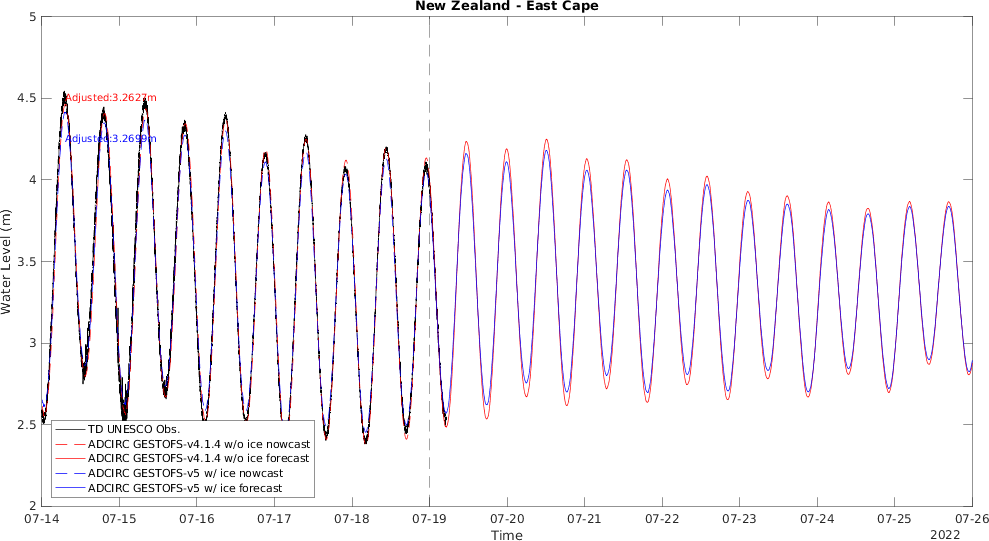 New Zealand - East Cape
5
4.5
4
3.5
3
2.5
2
Water Level (m)
Adjusted:3.2627m
Adjusted:3.2699m
TD UNESCO Obs.
ADCIRC GESTOFS-v4.1.4 w/o ice nowcast
ADCIRC GESTOFS-v4.1.4 w/o ice forecast
ADCIRC GESTOFS-v5 w/ ice nowcast
ADCIRC GESTOFS-v5 w/ ice forecast
07-14 07-15 07-16 07-17 07-18 07-19 07-20 07-21 07-22 07-23 07-24 07-25 07-26
Time
2022